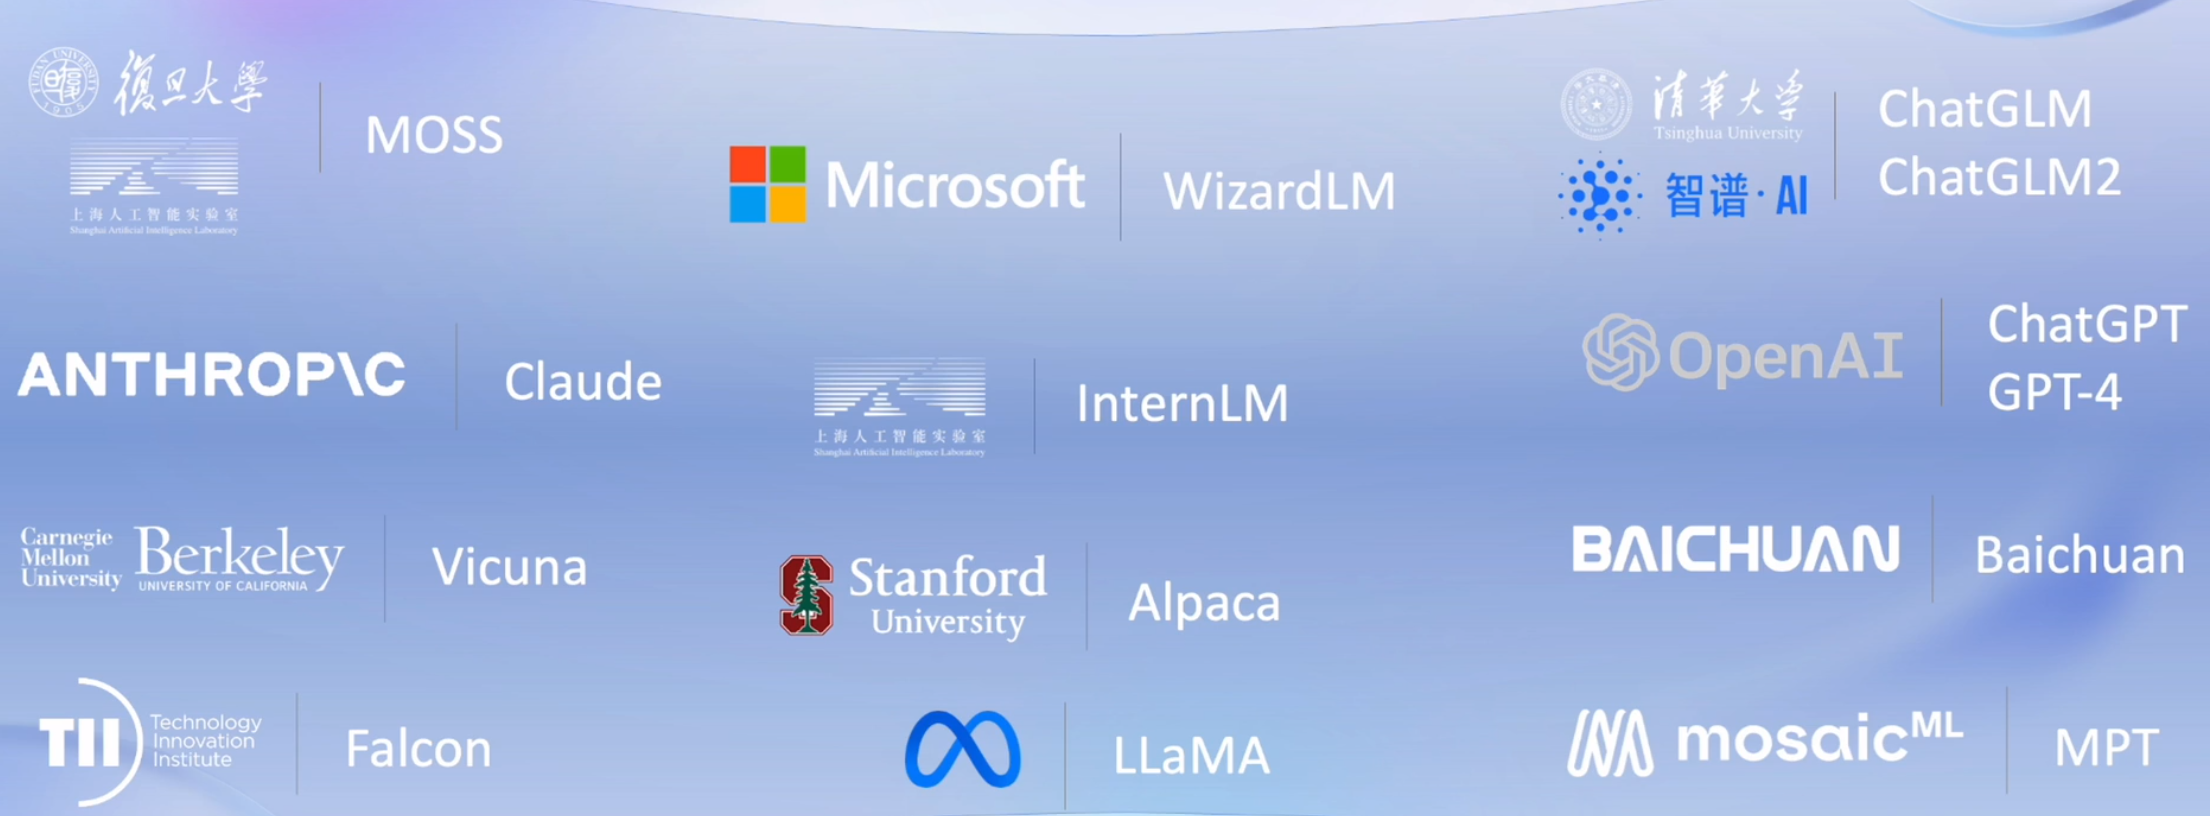 FUDAN UNIVERSITY
1905
復旦大學
上海人工智能实验室
Shanghai Artificial Intelligence Laboratory
MOSS
Microsoft
WizardLM
清華大学
Tsinghua University
智谱·AI
ChatGLM
ChatGLM2
ANTHROP\C
Claude
上海人工智能实验室
Shanghai Artificial Intelligence Laboratory
InternLM
OpenAI
ChatGPT
GPT-4
Carnegie
Mellon
University
Berkeley
UNIVERSITY OF CALIFORNIA
Vicuna
S
Stanford
University
Alpaca
BAICHUAN
Baichuan
TII
Technology
Innovation
Institute
Falcon
LLaMA
mosaicML
MPT